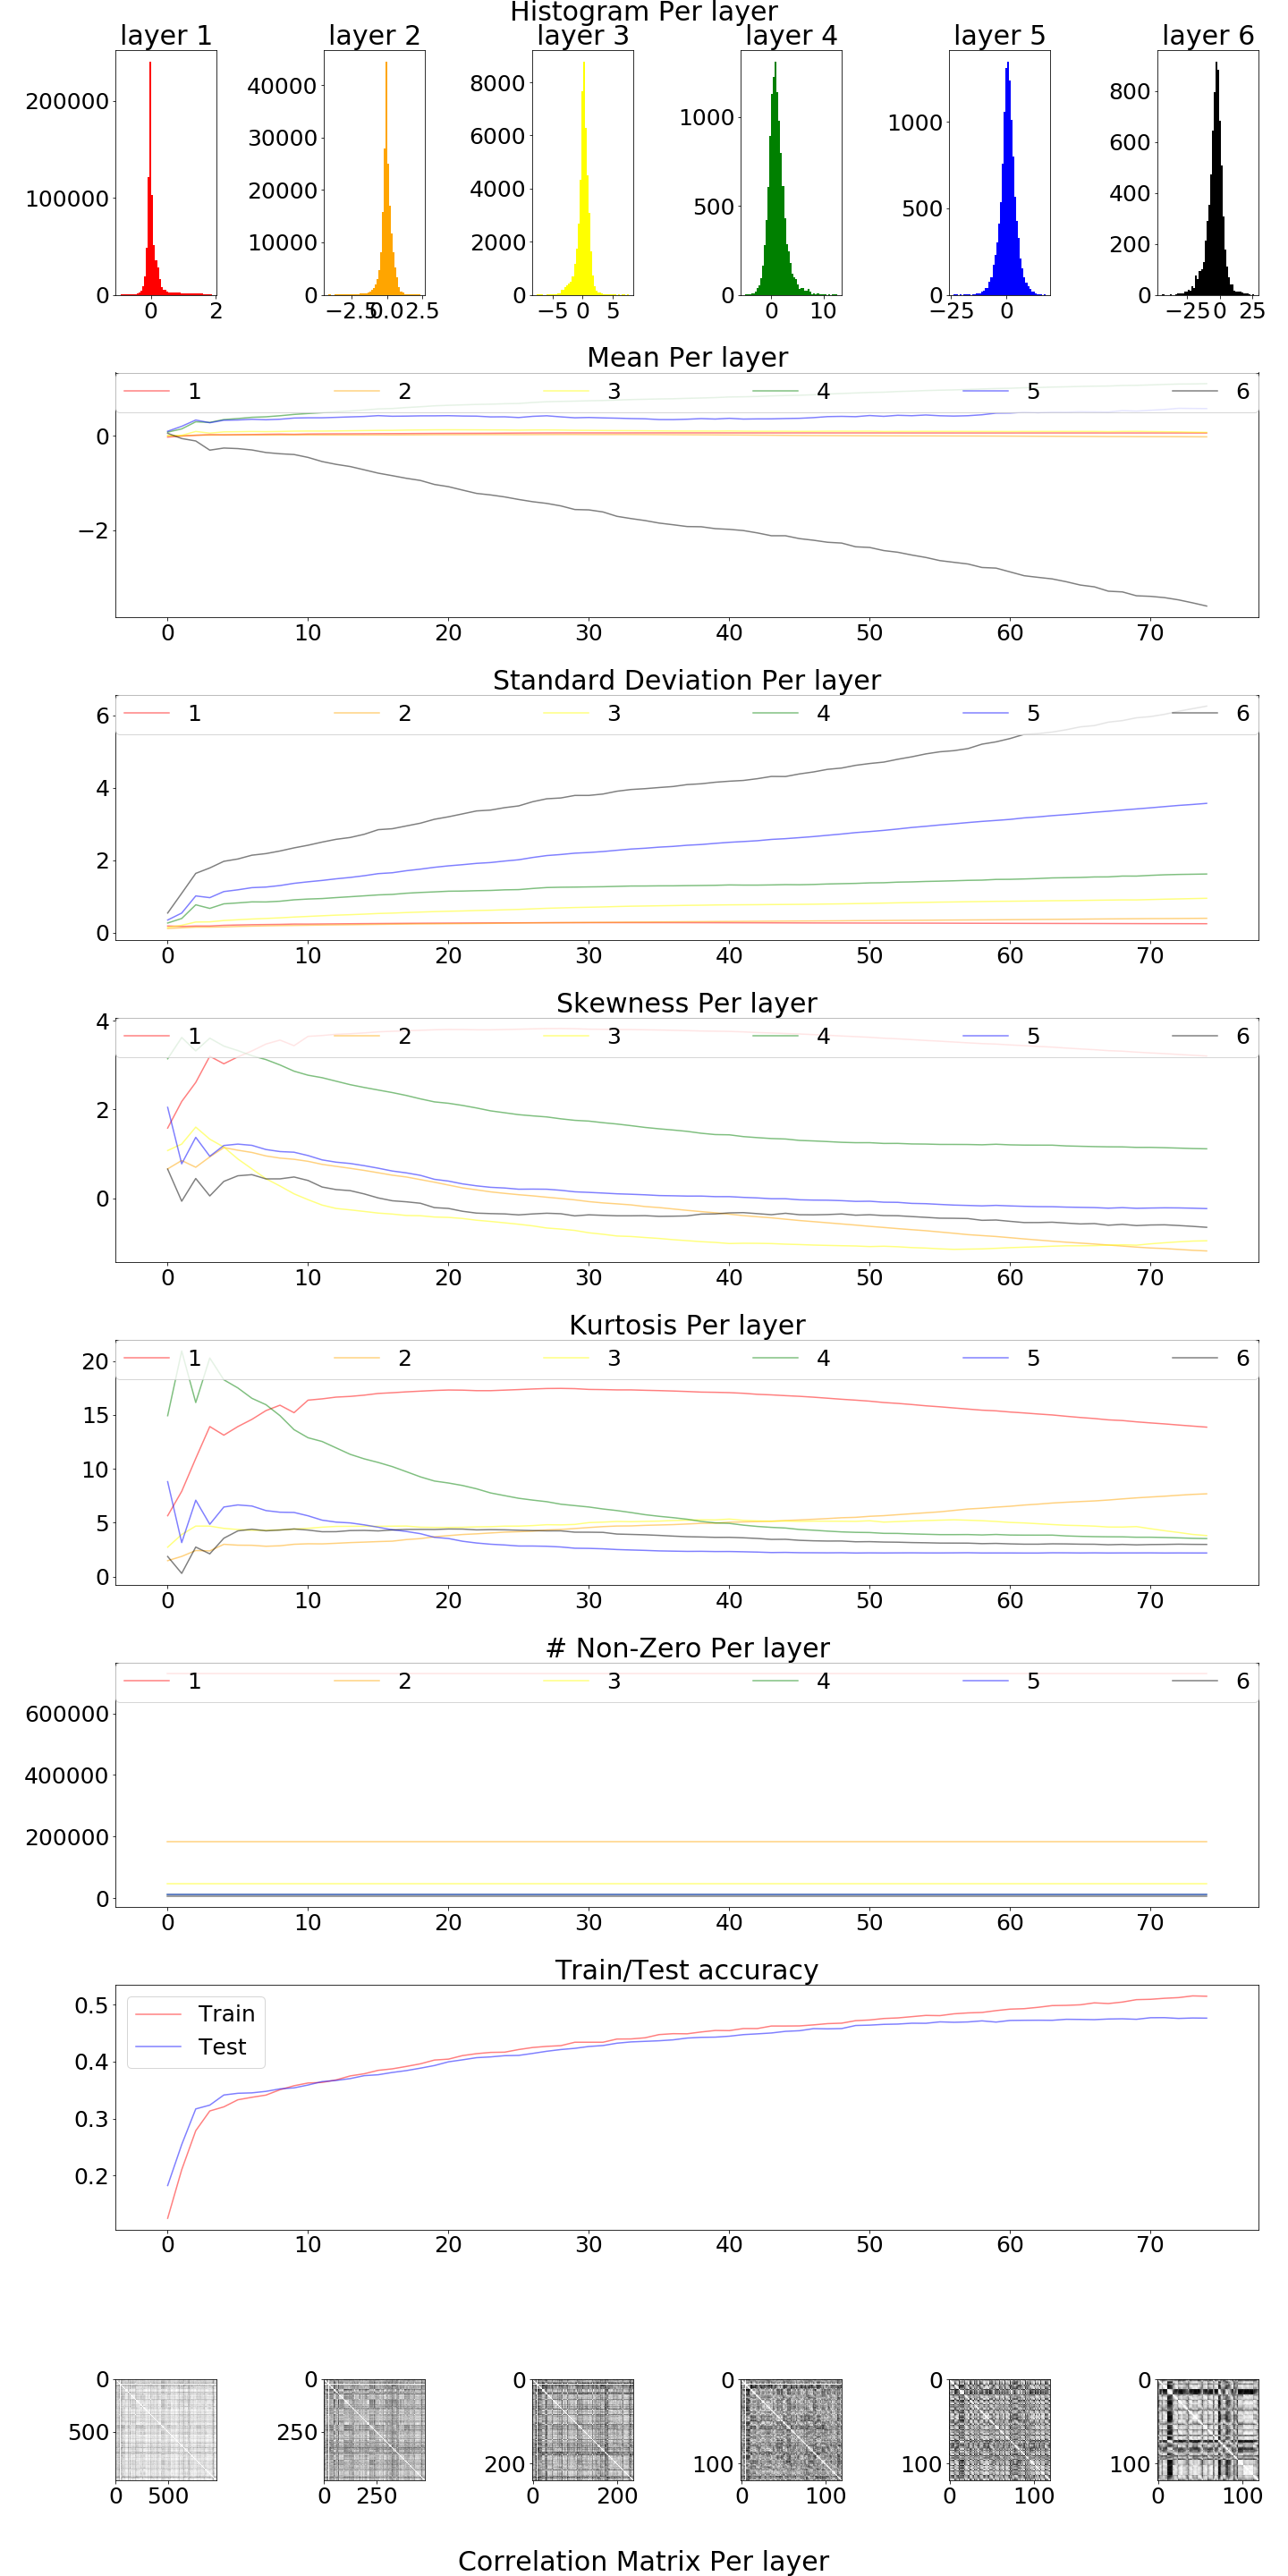 Histogram Per layer
layer 1 layer 2 layer 3 layer 4 layer 5 layer 6
200000
100000
0
0 2
40000
30000
20000
10000
0
−2.5 0.0 2.5
8000
6000
4000
2000
0
−5 0 5
1000
500
0
0 10
1000
500
0
−25 0
800
600
400
200
0
−25 0 25
Mean Per layer
1 2 3 4 5 6
0
−2
0 10 20 30 40 50 60 70
Standard Deviation Per layer
1 2 3 4 5 6
6
4
2
0
0 10 20 30 40 50 60 70
Skewness Per layer
1 2 3 4 5 6
4
2
0
0 10 20 30 40 50 60 70
Kurtosis Per layer
1 2 3 4 5 6
20
15
10
5
0
0 10 20 30 40 50 60 70
# Non-Zero Per layer
1 2 3 4 5 6
600000
400000
200000
0
0 10 20 30 40 50 60 70
Train/Test accuracy
Train
Test
0.5
0.4
0.3
0.2
0 10 20 30 40 50 60 70
0
500
0 500
0
250
0 250
0
200
0 200
0
100
0 100
0
100
0 100
0
100
0 100
Correlation Matrix Per layer